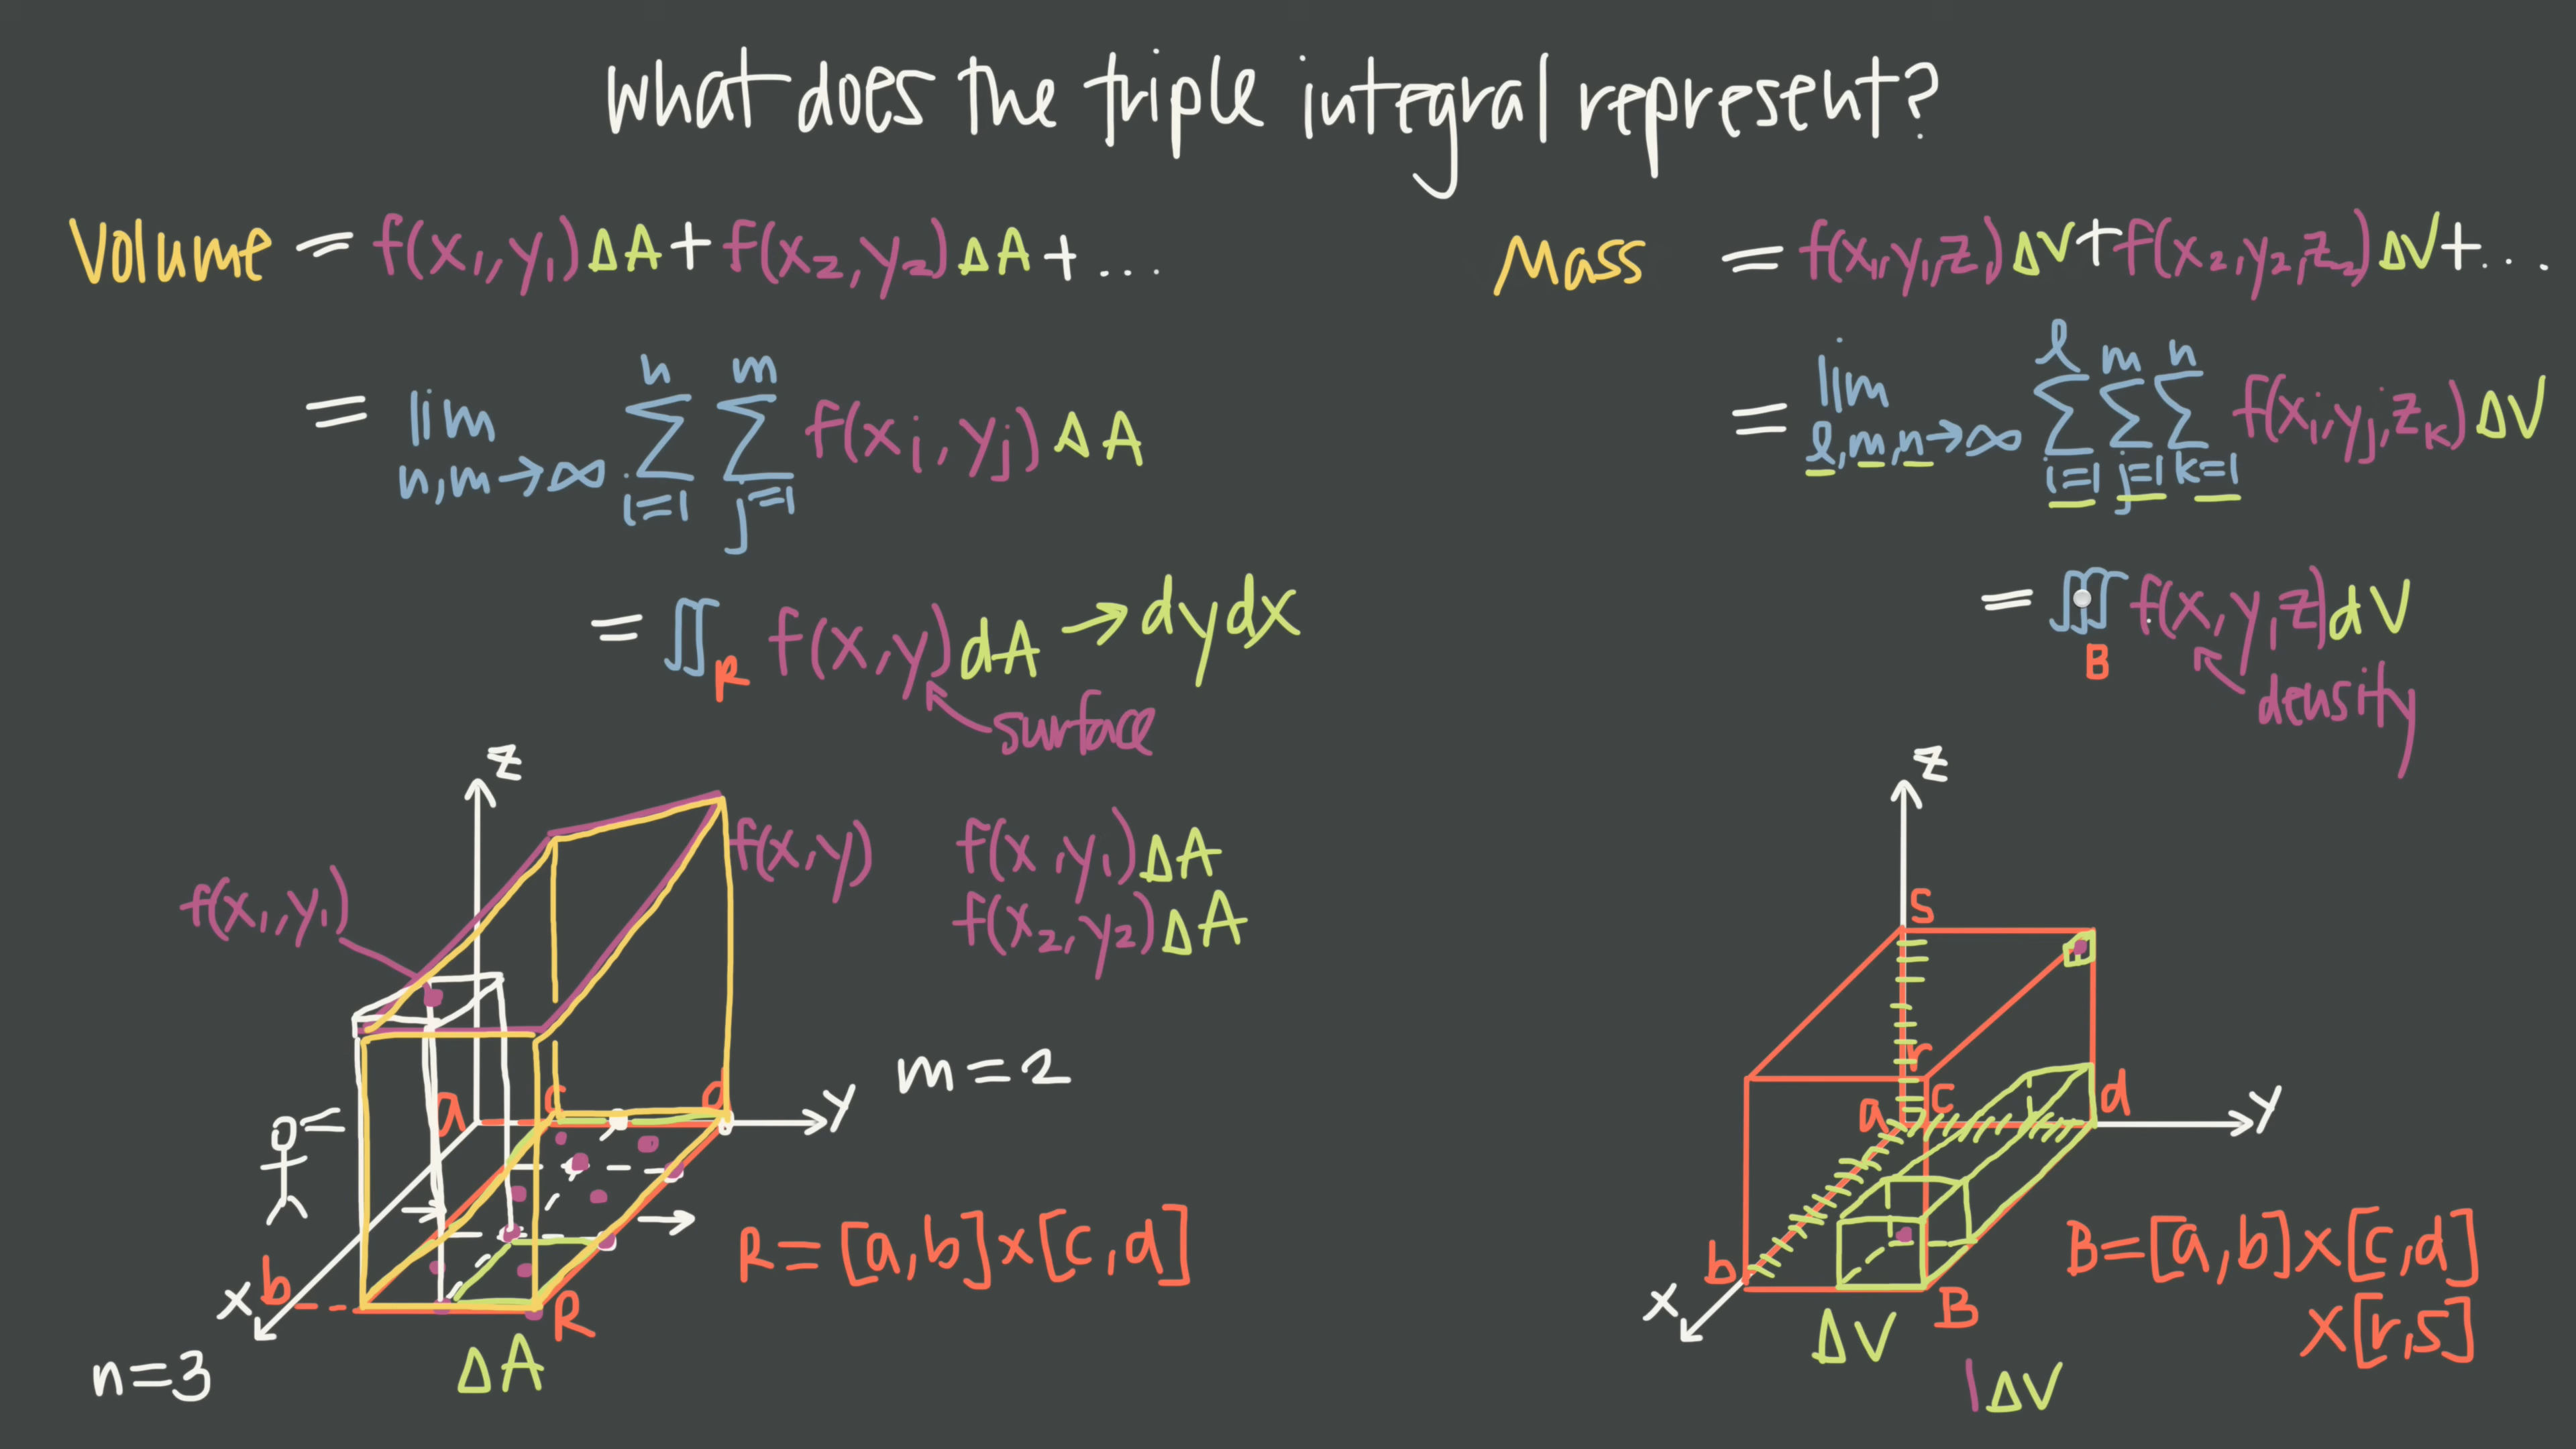 What does the triple integral represent?
Volume = f(x₁,y₁)ΔA + f(x₂,y₂)ΔA + ...
= lim n,m→∞ Σ i=1 n Σ j=1 m f(xᵢ,yⱼ)ΔA
= ∬_R f(x,y)dA → dydx
surface
z
f(x,y)
f(x₁,y₁)
f(x ,y₁)ΔA
f(x₂,y₂)ΔA
m=2
a
c
d
y
R=[a,b]x[c,d]
x
b
R
ΔA
n=3
Mass = f(x₁,y₁,z₁)ΔV + f(x₂,y₂,z₂)ΔV + ...
= lim l,m,n→∞ Σ i=1 l Σ j=1 m Σ k=1 n f(xᵢ,yⱼ,zₖ)ΔV
= ∭_B f(x,y,z)dV
density
z
s
r
a
c
d
y
b
x
B
B=[a,b]x[c,d]
x[r,s]
ΔV
1ΔV